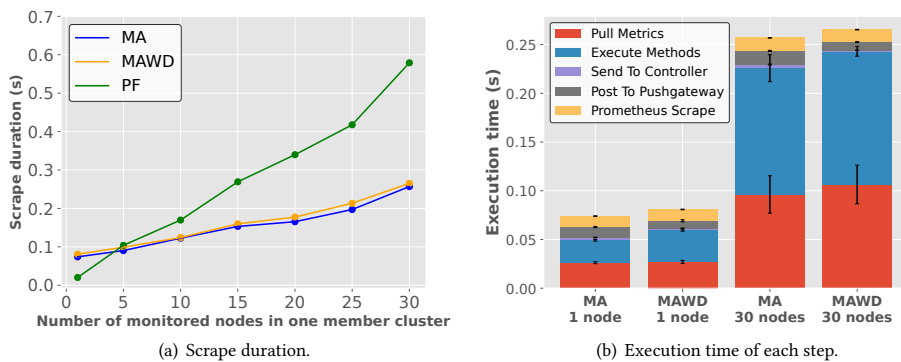 0.7
0.6
0.5
0.4
0.3
0.2
0.1
0.0
Scrape duration (s)
MA
MAWD
PF
0 5 10 15 20 25 30
Number of monitored nodes in one member cluster
(a) Scrape duration.
0.25
0.20
0.15
0.10
0.05
0.00
Execution time (s)
Pull Metrics
Execute Methods
Send To Controller
Post To Pushgateway
Prometheus Scrape
MA MAWD MA MAWD
1 node 1 node 30 nodes 30 nodes
(b) Execution time of each step.